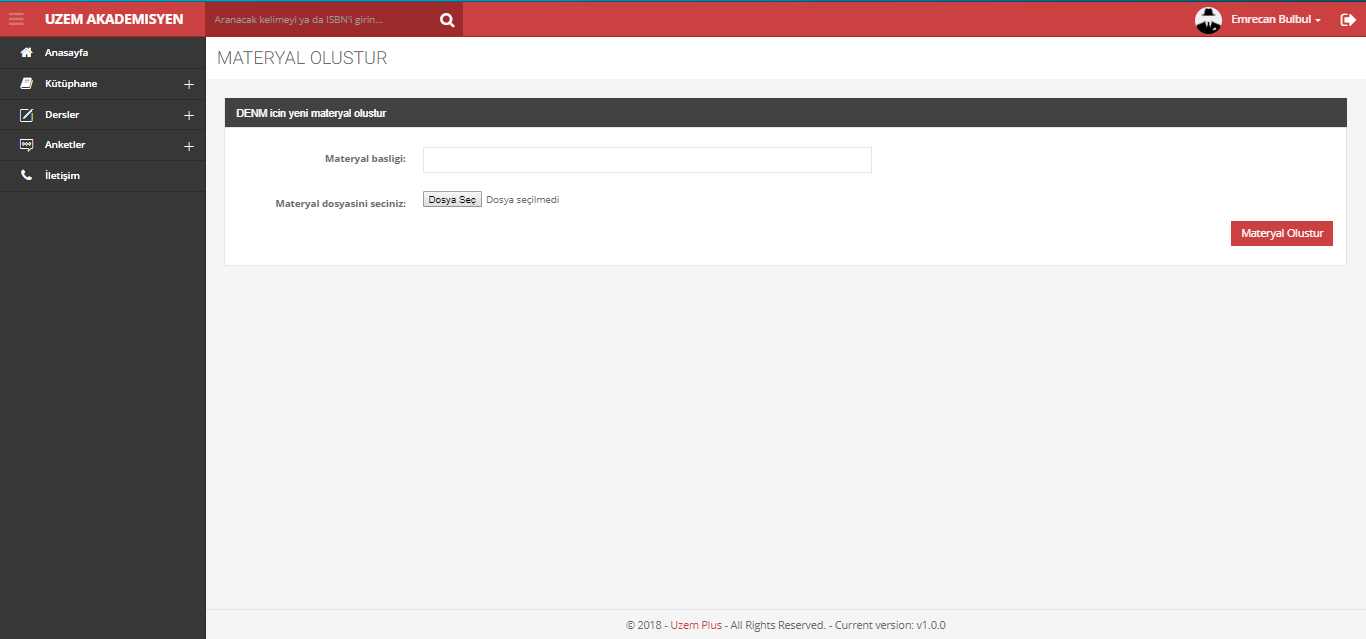 UZEM AKADEMISYEN
Aranacak kelimeyi ya da ISBN'i girin...
Emrecan Bulbul
Anasayfa
Kütüphane
Dersler
Anketler
İletişim
MATERYAL OLUSTUR
DENM icin yeni materyal olustur
Materyal basligi:
Materyal dosyasini seciniz: Dosya Seç Dosya seçilmedi
Materyal Olustur
© 2018 - Uzem Plus - All Rights Reserved. - Current version: v1.0.0